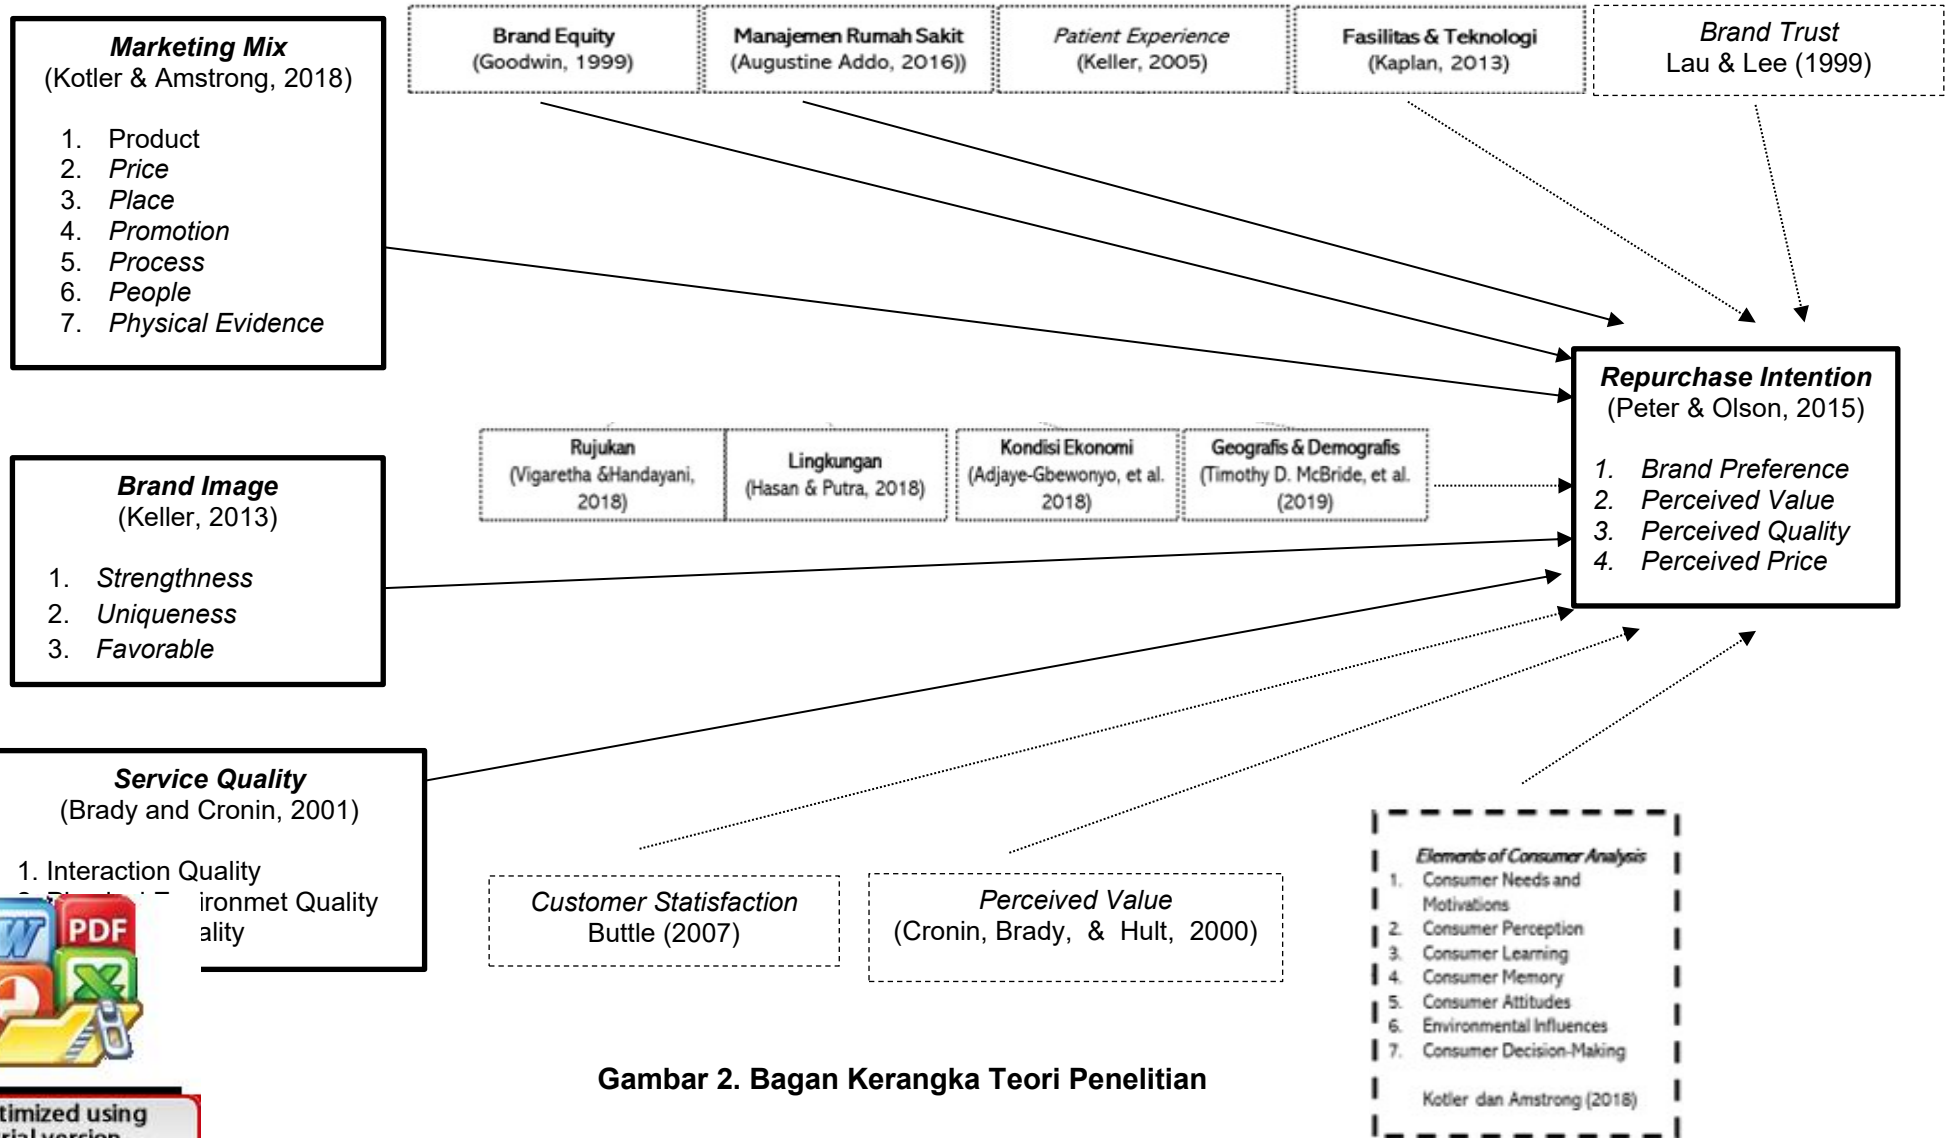 Marketing Mix
(Kotler & Amstrong, 2018)
1. Product
2. Price
3. Place
4. Promotion
5. Process
6. People
7. Physical Evidence
Brand Equity
(Goodwin, 1999)
Manajemen Rumah Sakit
(Augustine Addo, 2016))
Patient Experience
(Keller, 2005)
Fasilitas & Teknologi
(Kaplan, 2013)
Brand Trust
Lau & Lee (1999)
Repurchase Intention
(Peter & Olson, 2015)
1. Brand Preference
2. Perceived Value
3. Perceived Quality
4. Perceived Price
Rujukan
(Vigaretha &Handayani,
2018)
Lingkungan
(Hasan & Putra, 2018)
Kondisi Ekonomi
(Adjaye-Gbewonyo, et al.
2018)
Geografis & Demografis
(Timothy D. McBride, et al.
(2019)
Brand Image
(Keller, 2013)
1. Strengthness
2. Uniqueness
3. Favorable
Service Quality
(Brady and Cronin, 2001)
1. Interaction Quality
ironmet Quality
ality
Customer Statisfaction
Buttle (2007)
Perceived Value
(Cronin, Brady, & Hult, 2000)
Elements of Consumer Analysis
1. Consumer Needs and
Motivations
2. Consumer Perception
3. Consumer Learning
4. Consumer Memory
5. Consumer Attitudes
6. Environmental Influences
7. Consumer Decision-Making
Kotler dan Amstrong (2018)
W PDF
Gambar 2. Bagan Kerangka Teori Penelitian
timized using
rial version